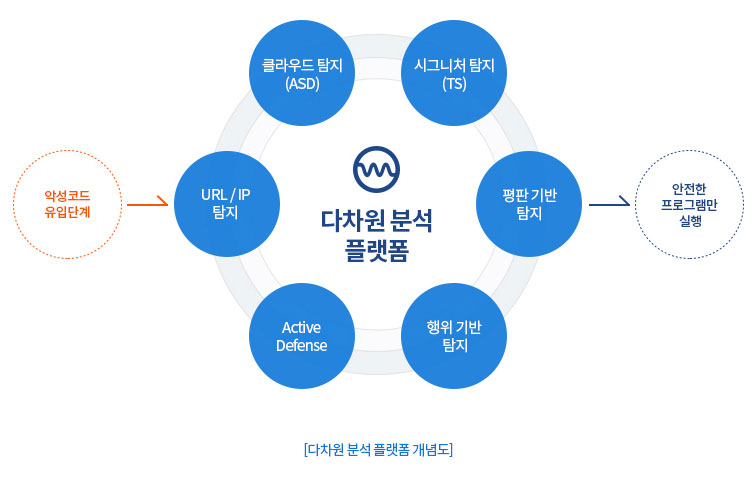 클라우드 탐지
(ASD)
시그니처 탐지
(TS)
악성코드
유입단계
URL / IP
탐지
다차원 분석
플랫폼
평판 기반
탐지
안전한
프로그램만
실행
Active
Defense
행위 기반
탐지
[다차원 분석 플랫폼 개념도]